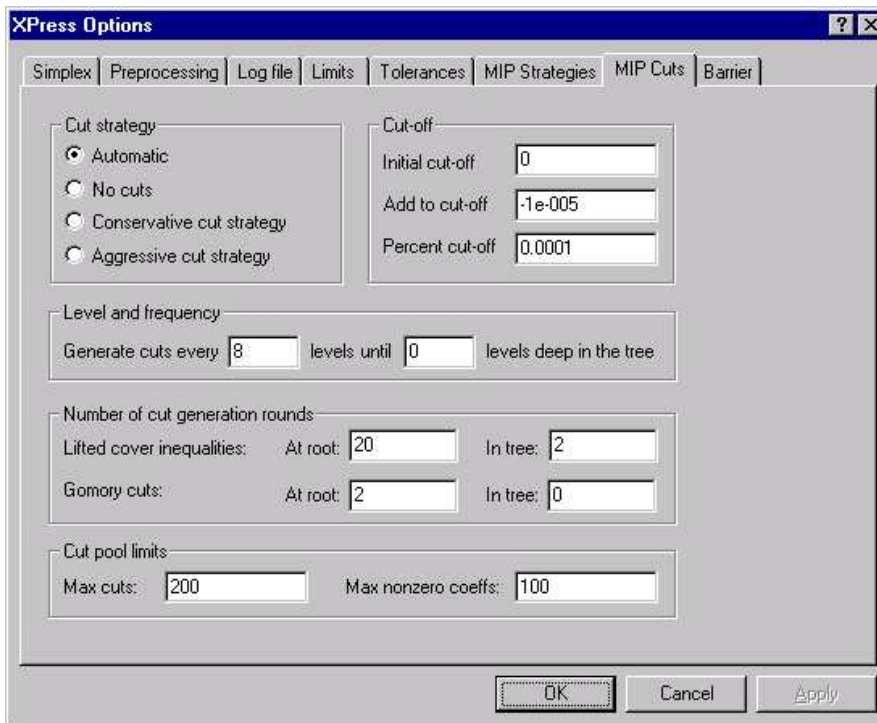 XPress Options
Simplex Preprocessing Log file Limits Tolerances MIP Strategies MIP Cuts Barrier
Cut strategy
Automatic
No cuts
Conservative cut strategy
Aggressive cut strategy
Cut-off
Initial cut-off 0
Add to cut-off -1e-005
Percent cut-off 0.0001
Level and frequency
Generate cuts every 8 levels until 0 levels deep in the tree
Number of cut generation rounds
Lifted cover inequalities: At root: 20 In tree: 2
Gomory cuts: At root: 2 In tree: 0
Cut pool limits
Max cuts: 200 Max nonzero coeffs: 100
OK Cancel Apply